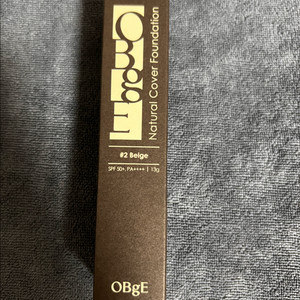 OBgE
Natural Cover Foundation
#2 Beige
SPF 50+, PA++++ | 13g
OBgE